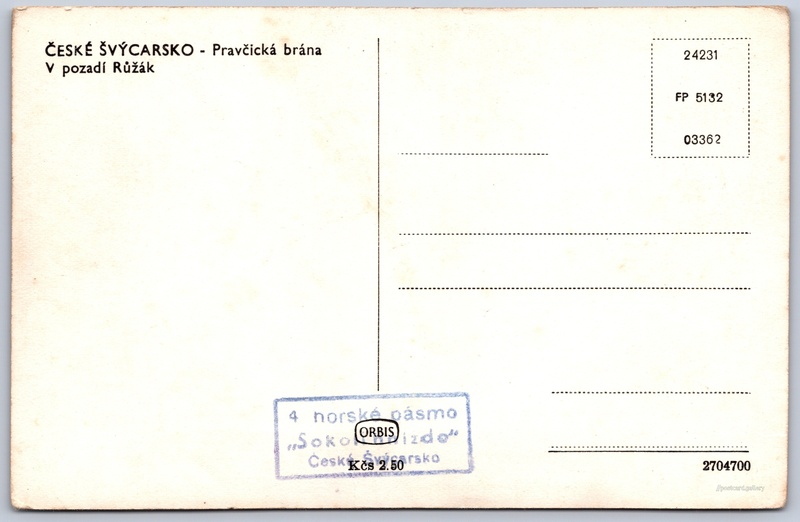 ČESKÉ ŠVÝCARSKO - Pravčická brána
V pozadí Růžák
24231
FP 5132
03362
4 horské pásmo
ORBIS
České Švýcarsko
Kčs 2.50
2704700